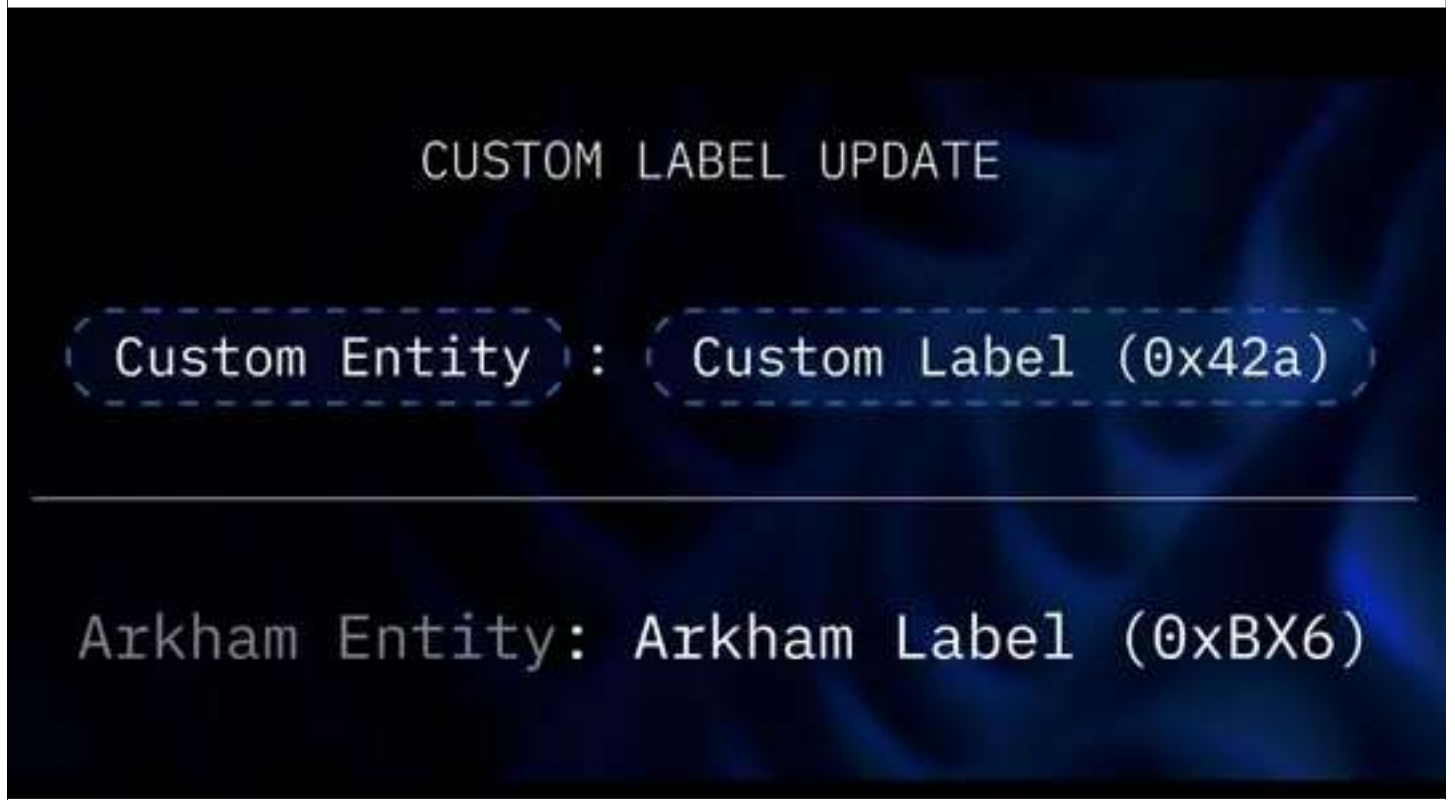 CUSTOM LABEL UPDATE
Custom Entity : Custom Label (0x42a)
Arkham Entity: Arkham Label (0xBX6)